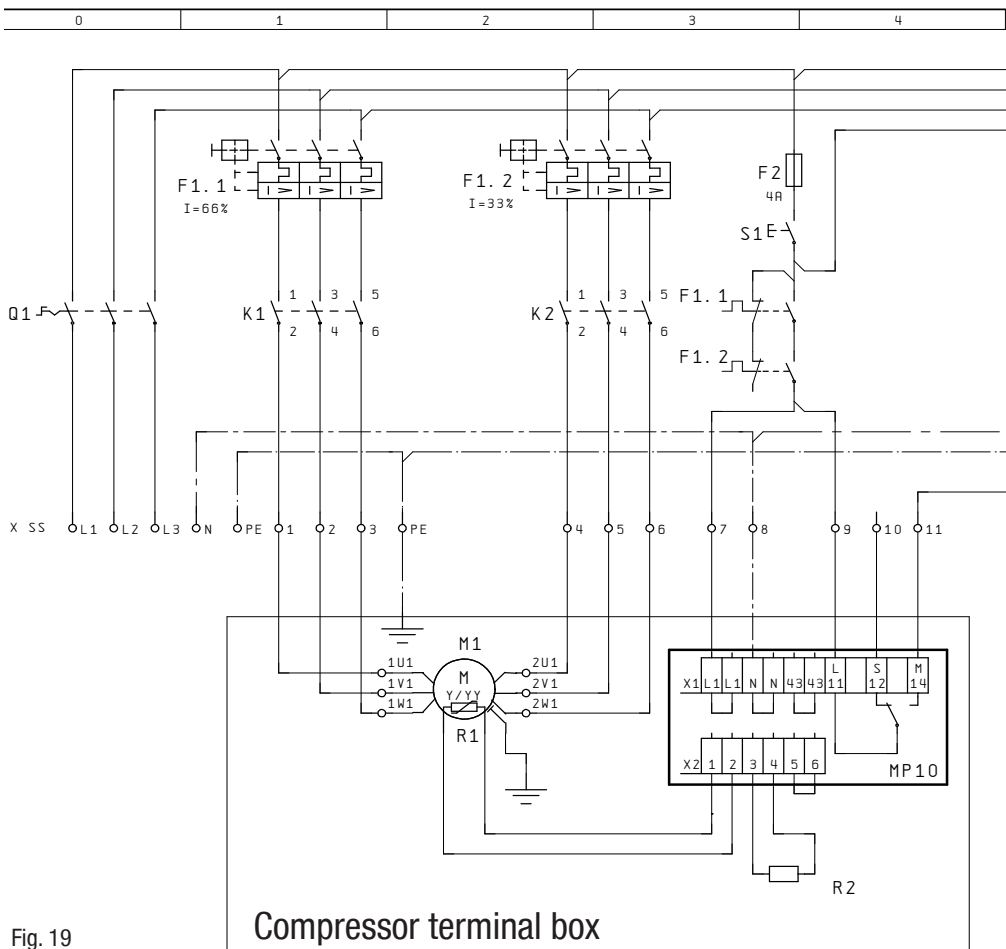 0 1 2 3 4
F1.1
I=66%
F1.2
I=33%
F2
4A
S1
I> I> I>
I> I> I>
Q1
K1
1 3 5
2 4 6
K2
1 3 5
2 4 6
F1.1
F1.2
X SS L1 L2 L3 N PE 1 2 3 PE 4 5 6 7 8 9 10 11
M1
M
Y/YY
R1
1U1
1V1
1W1
2U1
2V1
2W1
X1 L1 L1 N N 43 43 L 11 S 12 M 14
X2 1 2 3 4 5 6
MP10
R2
Compressor terminal box
Fig. 19